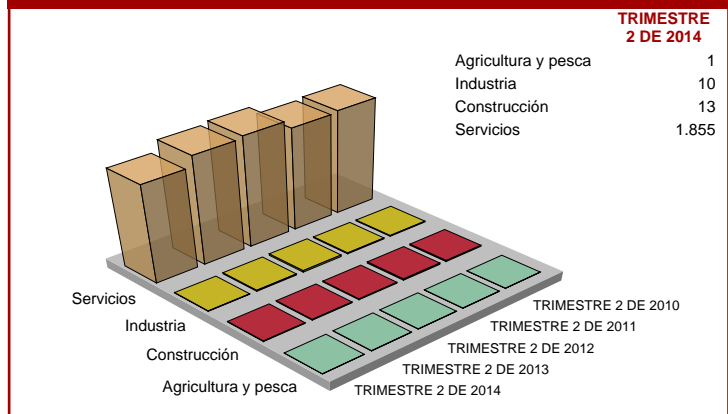 TRIMESTRE
2 DE 2014
Agricultura y pesca 1
Industria 10
Construcción 13
Servicios 1.855
Servicios
Industria
Construcción
Agricultura y pesca
TRIMESTRE 2 DE 2010
TRIMESTRE 2 DE 2011
TRIMESTRE 2 DE 2012
TRIMESTRE 2 DE 2013
TRIMESTRE 2 DE 2014